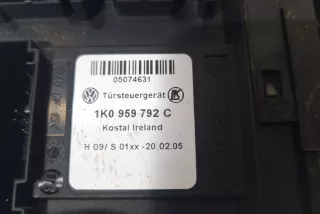 05074631
Türsteuergerät
1K0 959 792 C
Kostal Ireland
H 09/ S 01xx -20.02.05